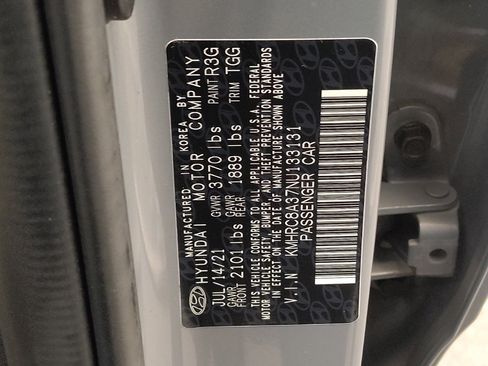 MANUFACTURED IN KOREA BY
HYUNDAI MOTOR COMPANY
JUL/14/21 GVWR 3770 lbs PAINT R3G
GAWR FRONT 2101 lbs GAWR REAR 1889 lbs TRIM TGG
THIS VEHICLE CONFORMS TO ALL APPLICABLE U.S.A. FEDERAL
MOTOR VEHICLE SAFETY, BUMPER, AND THEFT PREVENTION STANDARDS
IN EFFECT ON THE DATE OF MANUFACTURE SHOWN ABOVE.
V.I.N KMHRC8A37NU133131
PASSENGER CAR